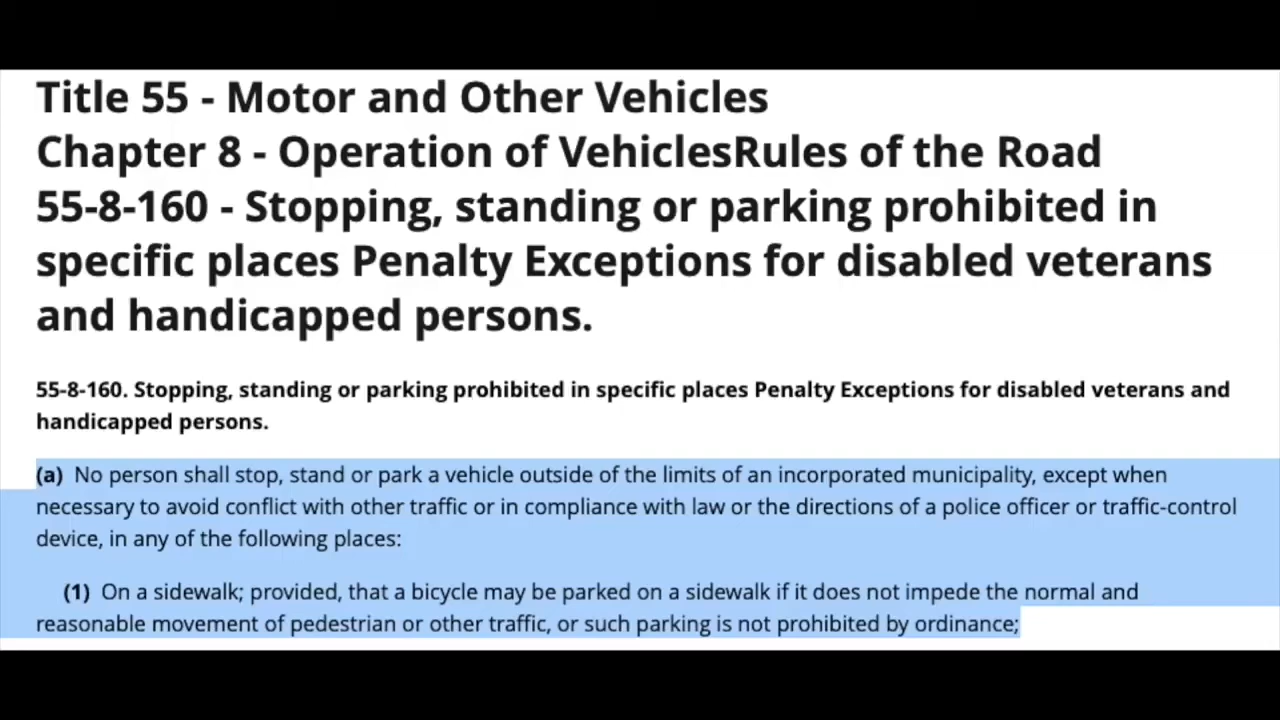 Title 55 - Motor and Other Vehicles
Chapter 8 - Operation of VehiclesRules of the Road
55-8-160 - Stopping, standing or parking prohibited in
specific places Penalty Exceptions for disabled veterans
and handicapped persons.
55-8-160. Stopping, standing or parking prohibited in specific places Penalty Exceptions for disabled veterans and
handicapped persons.
(a) No person shall stop, stand or park a vehicle outside of the limits of an incorporated municipality, except when
necessary to avoid conflict with other traffic or in compliance with law or the directions of a police officer or traffic-control
device, in any of the following places:
(1) On a sidewalk; provided, that a bicycle may be parked on a sidewalk if it does not impede the normal and
reasonable movement of pedestrian or other traffic, or such parking is not prohibited by ordinance;